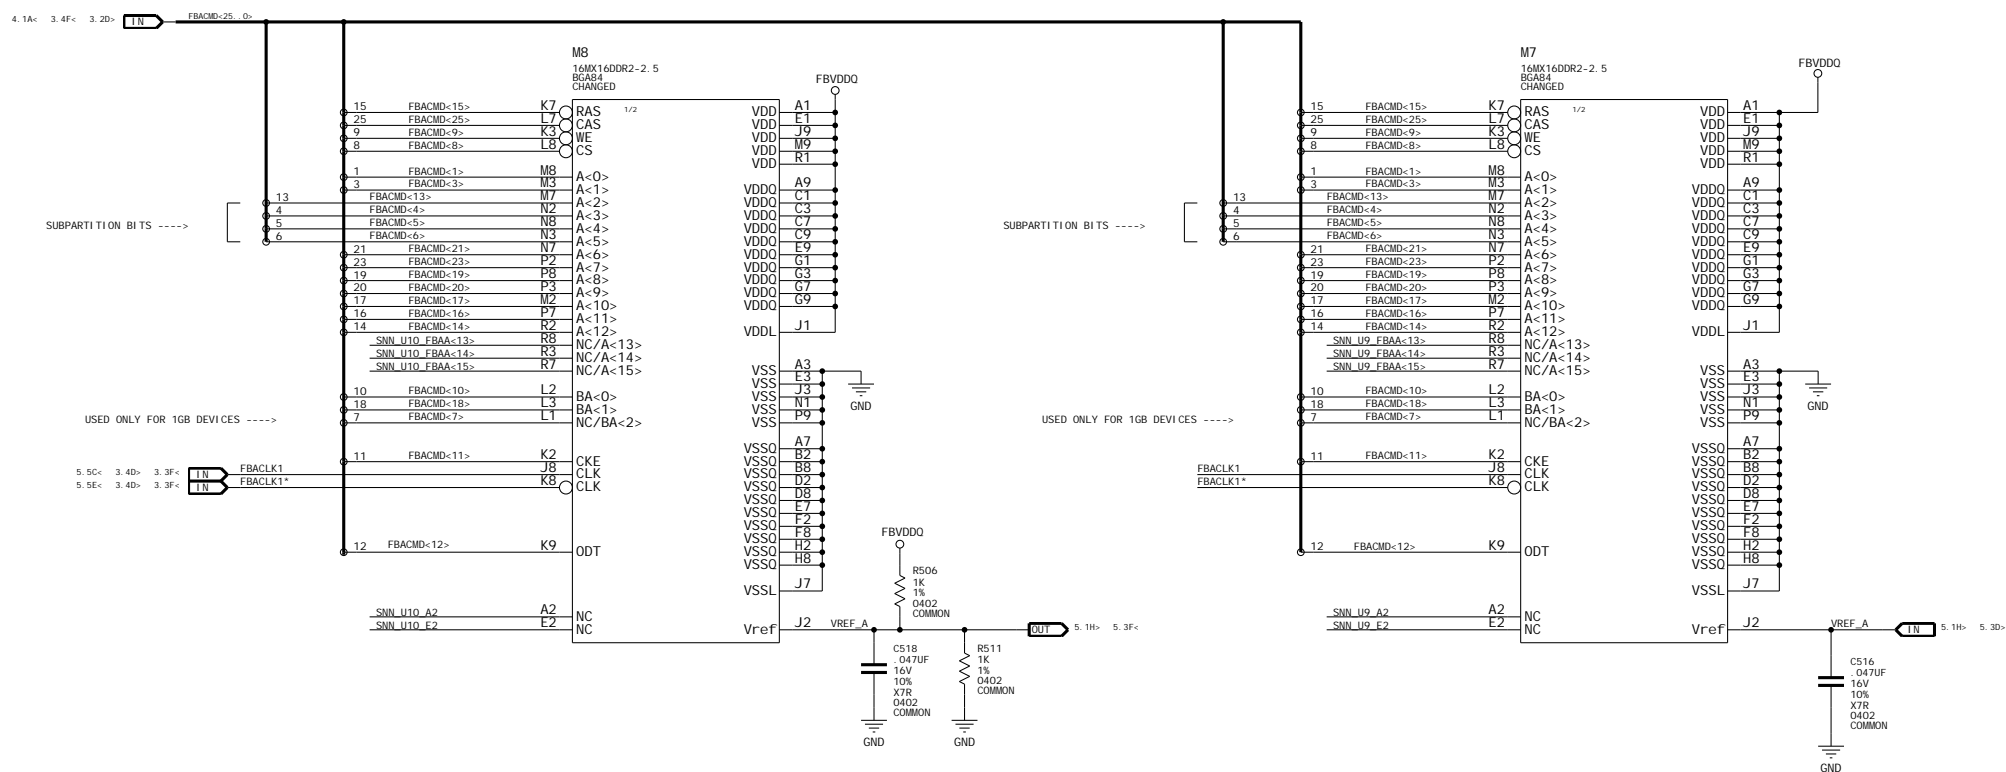 4.1A< 3.4F< 3.2D> IN FBACMD<25..0>
M8
16MX16DDR2-2.5
BGA84
CHANGED
FBVDDQ
1/2
15 FBACMD<15> K7 RAS VDD A1
25 FBACMD<25> L7 CAS VDD E1
9 FBACMD<9> K3 WE VDD J9
8 FBACMD<8> L8 CS VDD M9
VDD R1
1 FBACMD<1> M8 A<0>
3 FBACMD<3> M3 A<1> VDDQ A9
13 FBACMD<13> M7 A<2> VDDQ C1
4 FBACMD<4> N2 A<3> VDDQ C3
5 FBACMD<5> N8 A<4> VDDQ C7
6 FBACMD<6> N3 A<5> VDDQ C9
SUBPARTITION BITS ---->
21 FBACMD<21> N7 A<6> VDDQ E9
23 FBACMD<23> P2 A<7> VDDQ G1
19 FBACMD<19> P8 A<8> VDDQ G3
20 FBACMD<20> P3 A<9> VDDQ G7
17 FBACMD<17> M2 A<10> VDDQ G9
16 FBACMD<16> P7 A<11>
14 FBACMD<14> R2 A<12> VDDL J1
SNN_U10_FBAA<13> R8 NC/A<13>
SNN_U10_FBAA<14> R3 NC/A<14>
SNN_U10_FBAA<15> R7 NC/A<15> VSS A3
VSS E3
10 FBACMD<10> L2 BA<0> VSS J3
18 FBACMD<18> L3 BA<1> VSS N1
7 FBACMD<7> L1 NC/BA<2> VSS P9
GND
USED ONLY FOR 1GB DEVICES ---->
VSSQ A7
11 FBACMD<11> K2 CKE VSSQ B2
5.5C< 3.4D> 3.3F< IN FBACLK1 J8 CLK VSSQ B8
5.5E< 3.4D> 3.3F< IN FBACLK1* K8 CLK VSSQ D2
VSSQ D8
VSSQ E7
VSSQ F2
VSSQ F8
12 FBACMD<12> K9 ODT VSSQ H2
VSSQ H8
VSSL J7
SNN_U10_A2 A2 NC
SNN_U10_E2 E2 NC Vref J2 VREF_A OUT 5.1H> 5.3F<
FBVDDQ
R506
1K
1%
0402
COMMON
C518
.047UF
16V
10%
X7R
0402
COMMON
GND
R511
1K
1%
0402
COMMON
GND
M7
16MX16DDR2-2.5
BGA84
CHANGED
FBVDDQ
1/2
15 FBACMD<15> K7 RAS VDD A1
25 FBACMD<25> L7 CAS VDD E1
9 FBACMD<9> K3 WE VDD J9
8 FBACMD<8> L8 CS VDD M9
VDD R1
1 FBACMD<1> M8 A<0>
3 FBACMD<3> M3 A<1> VDDQ A9
13 FBACMD<13> M7 A<2> VDDQ C1
4 FBACMD<4> N2 A<3> VDDQ C3
5 FBACMD<5> N8 A<4> VDDQ C7
6 FBACMD<6> N3 A<5> VDDQ C9
SUBPARTITION BITS ---->
21 FBACMD<21> N7 A<6> VDDQ E9
23 FBACMD<23> P2 A<7> VDDQ G1
19 FBACMD<19> P8 A<8> VDDQ G3
20 FBACMD<20> P3 A<9> VDDQ G7
17 FBACMD<17> M2 A<10> VDDQ G9
16 FBACMD<16> P7 A<11>
14 FBACMD<14> R2 A<12> VDDL J1
SNN_U9_FBAA<13> R8 NC/A<13>
SNN_U9_FBAA<14> R3 NC/A<14>
SNN_U9_FBAA<15> R7 NC/A<15> VSS A3
VSS E3
10 FBACMD<10> L2 BA<0> VSS J3
18 FBACMD<18> L3 BA<1> VSS N1
7 FBACMD<7> L1 NC/BA<2> VSS P9
GND
USED ONLY FOR 1GB DEVICES ---->
VSSQ A7
11 FBACMD<11> K2 CKE VSSQ B2
FBACLK1 J8 CLK VSSQ B8
FBACLK1* K8 CLK VSSQ D2
VSSQ D8
VSSQ E7
VSSQ F2
VSSQ F8
12 FBACMD<12> K9 ODT VSSQ H2
VSSQ H8
VSSL J7
SNN_U9_A2 A2 NC
SNN_U9_E2 E2 NC Vref J2 VREF_A IN 5.1H> 5.3D>
C516
.047UF
16V
10%
X7R
0402
COMMON
GND